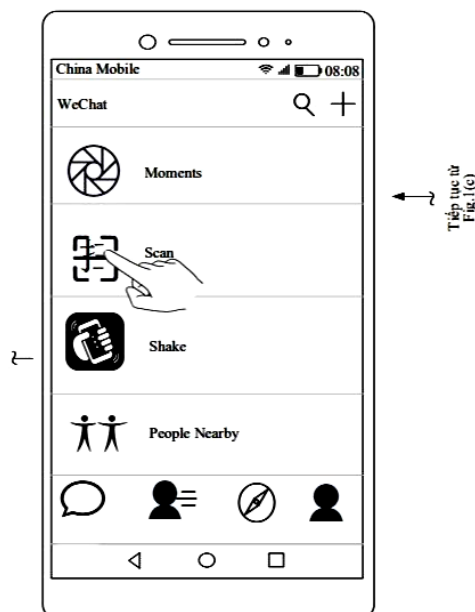 China Mobile 08:08
WeChat
Moments
Scan
Shake
People Nearby
Tiếp tục từ
Fig.1(c)